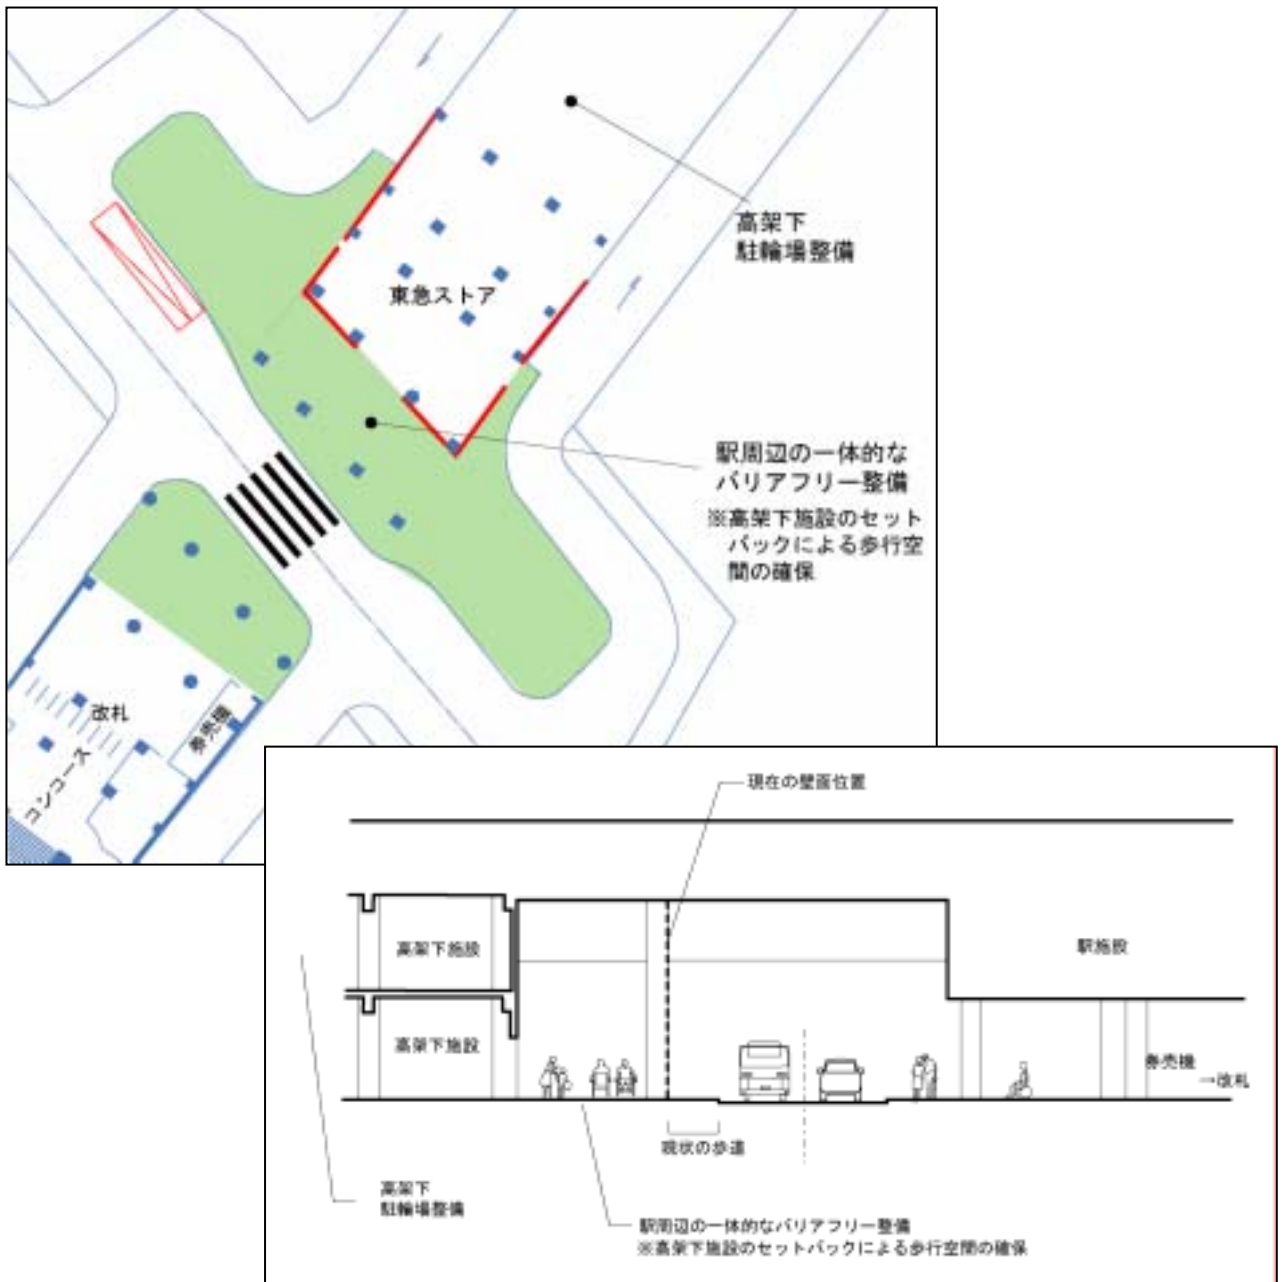 高架下
駐輪場整備
東急ストア
駅周辺の一体的な
バリアフリー整備
※高架下施設のセット
バックによる歩行空
間の確保
改札
券売機
コンコース
現在の壁面位置
高架下施設
駅施設
高架下施設
券売機
→改札
現状の歩道
高架下
駐輪場整備
駅周辺の一体的なバリアフリー整備
※高架下施設のセットバックによる歩行空間の確保